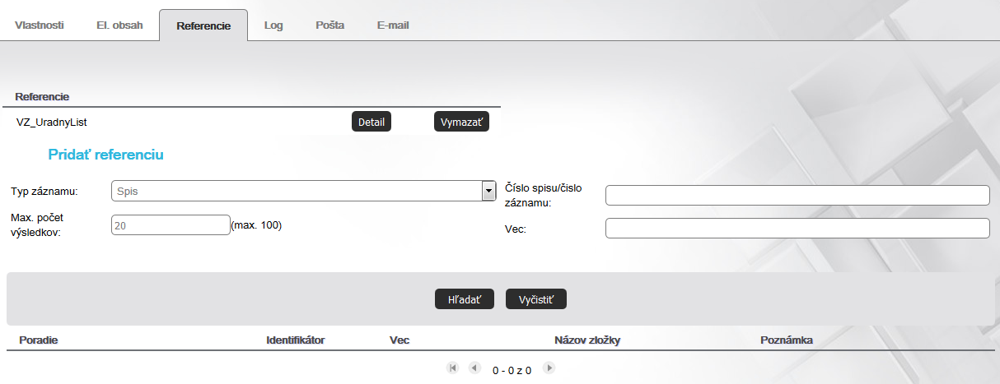 Vlastnosti El. obsah Referencie Log Pošta E-mail
Referencie
VZ_UradnyList Detail Vymazať
Pridať referenciu
Typ záznamu: Spis
Číslo spisu/čislo
záznamu:
Max. počet
výsledkov: 20 (max. 100)
Vec:
Hľadať Vyčistiť
Poradie Identifikátor Vec Názov zložky Poznámka
0 - 0 z 0